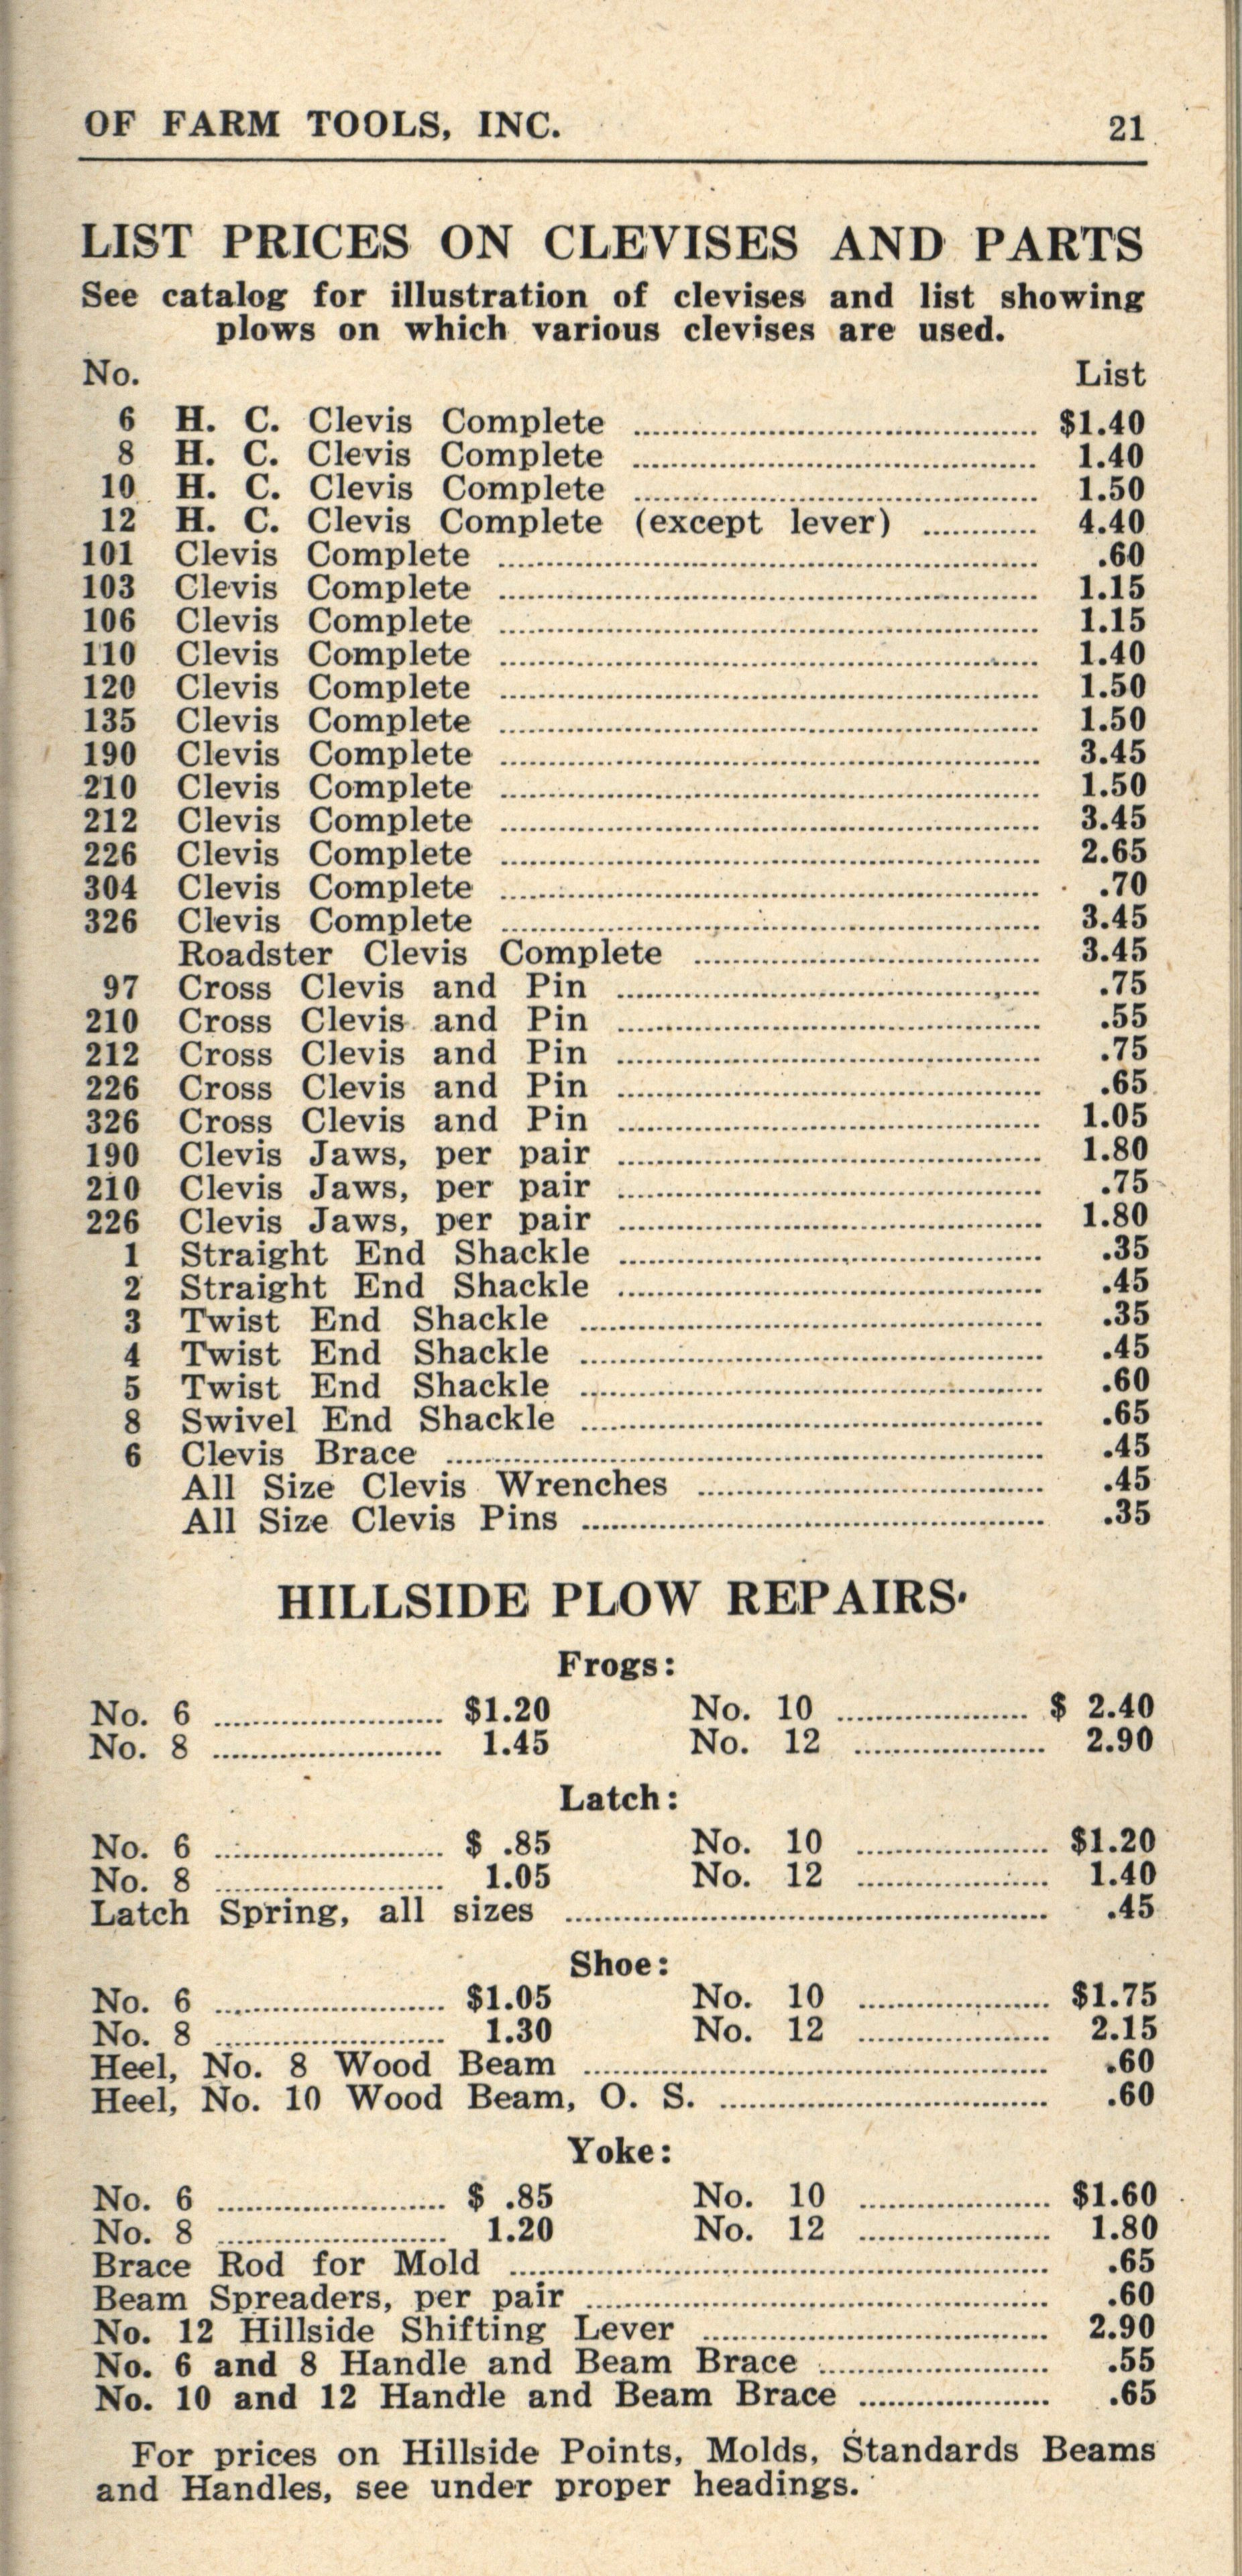 OF FARM TOOLS, INC. 21
LIST PRICES ON CLEVISES AND PARTS
See catalog for illustration of clevises and list showing
plows on which various clevises are used.
No. List
6 H. C. Clevis Complete ........ $1.40
8 H. C. Clevis Complete ........ 1.40
10 H. C. Clevis Complete ........ 1.50
12 H. C. Clevis Complete (except lever) ........ 4.40
101 Clevis Complete ........ .60
103 Clevis Complete ........ 1.15
106 Clevis Complete ........ 1.15
110 Clevis Complete ........ 1.40
120 Clevis Complete ........ 1.50
135 Clevis Complete ........ 1.50
190 Clevis Complete ........ 3.45
210 Clevis Complete ........ 1.50
212 Clevis Complete ........ 3.45
226 Clevis Complete ........ 2.65
304 Clevis Complete ........ .70
326 Clevis Complete ........ 3.45
Roadster Clevis Complete ........ 3.45
97 Cross Clevis and Pin ........ .75
210 Cross Clevis and Pin ........ .55
212 Cross Clevis and Pin ........ .75
226 Cross Clevis and Pin ........ .65
326 Cross Clevis and Pin ........ 1.05
190 Clevis Jaws, per pair ........ 1.80
210 Clevis Jaws, per pair ........ .75
226 Clevis Jaws, per pair ........ 1.80
1 Straight End Shackle ........ .35
2 Straight End Shackle ........ .45
3 Twist End Shackle ........ .35
4 Twist End Shackle ........ .45
5 Twist End Shackle ........ .60
8 Swivel End Shackle ........ .65
6 Clevis Brace ........ .45
All Size Clevis Wrenches ........ .45
All Size Clevis Pins ........ .35
HILLSIDE PLOW REPAIRS.
Frogs:
No. 6 ........ $1.20 No. 10 ........ $ 2.40
No. 8 ........ 1.45 No. 12 ........ 2.90
Latch:
No. 6 ........ $ .85 No. 10 ........ $1.20
No. 8 ........ 1.05 No. 12 ........ 1.40
Latch Spring, all sizes ........ .45
Shoe:
No. 6 ........ $1.05 No. 10 ........ $1.75
No. 8 ........ 1.30 No. 12 ........ 2.15
Heel, No. 8 Wood Beam ........ .60
Heel, No. 10 Wood Beam, O. S. ........ .60
Yoke:
No. 6 ........ $ .85 No. 10 ........ $1.60
No. 8 ........ 1.20 No. 12 ........ 1.80
Brace Rod for Mold ........ .65
Beam Spreaders, per pair ........ .60
No. 12 Hillside Shifting Lever ........ 2.90
No. 6 and 8 Handle and Beam Brace ........ .55
No. 10 and 12 Handle and Beam Brace ........ .65
For prices on Hillside Points, Molds, Standards Beams
and Handles, see under proper headings.